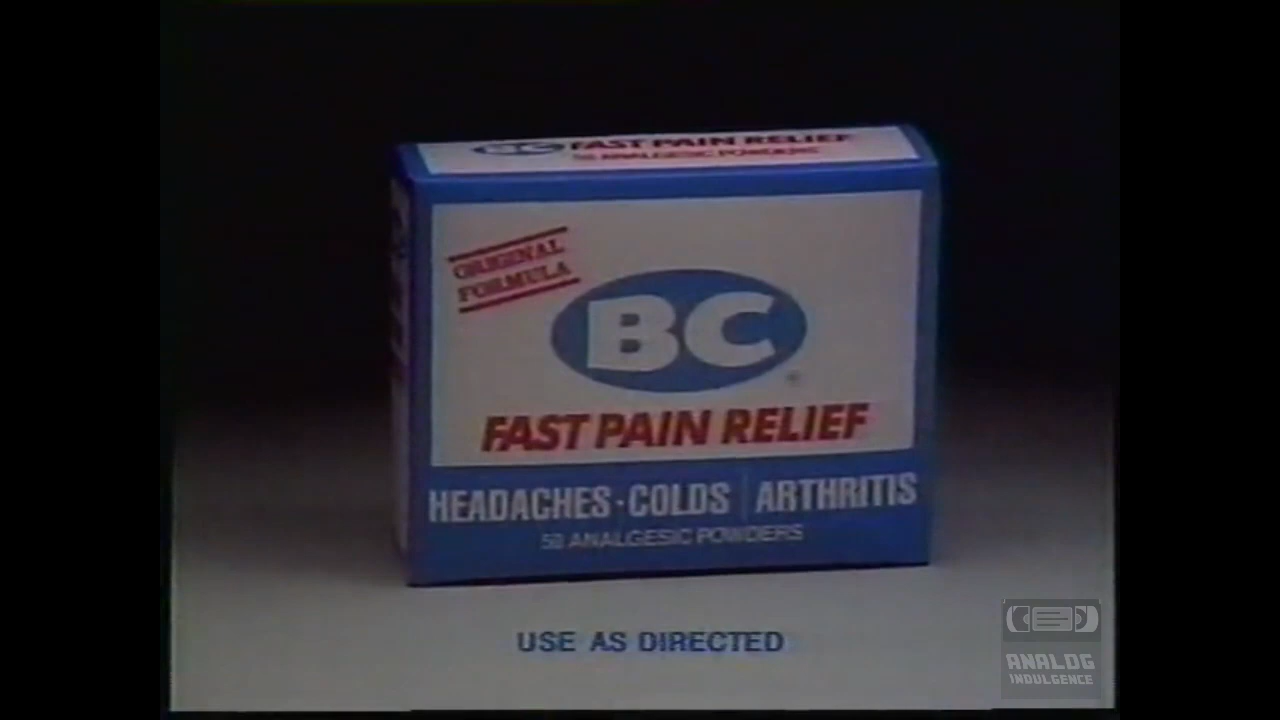 BC FAST PAIN RELIEF
50 ANALGESIC POWDERS
ORIGINAL
FORMULA
BC
®
FAST PAIN RELIEF
HEADACHES · COLDS | ARTHRITIS
50 ANALGESIC POWDERS
USE AS DIRECTED
ANALOG
INDULGENCE